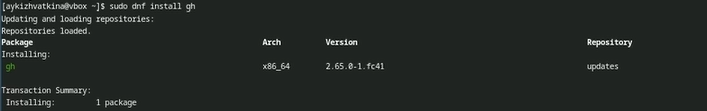 [aykizhvatkina@vbox ~]$ sudo dnf install gh
Updating and loading repositories:
Repositories loaded.
Package Arch Version Repository
Installing:
gh x86_64 2.65.0-1.fc41 updates
Transaction Summary:
Installing: 1 package